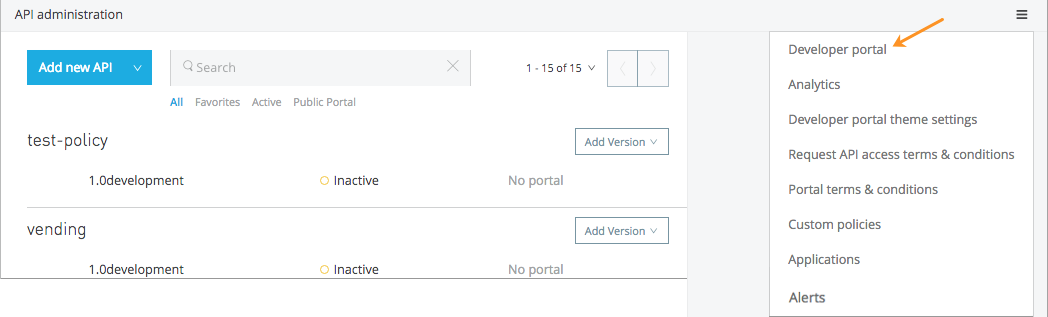 API administration
Add new API
Search
1 - 15 of 15
All Favorites Active Public Portal
test-policy
Add Version
1.0development
Inactive
No portal
vending
Add Version
1.0development
Inactive
No portal
Developer portal
Analytics
Developer portal theme settings
Request API access terms & conditions
Portal terms & conditions
Custom policies
Applications
Alerts